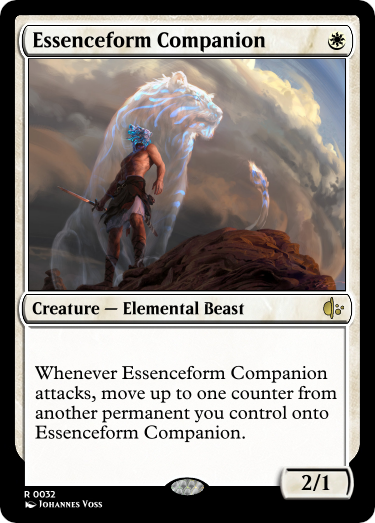 Essenceform Companion
Creature — Elemental Beast
Whenever Essenceform Companion
attacks, move up to one counter from
another permanent you control onto
Essenceform Companion.
2/1
R 0032
Johannes Voss